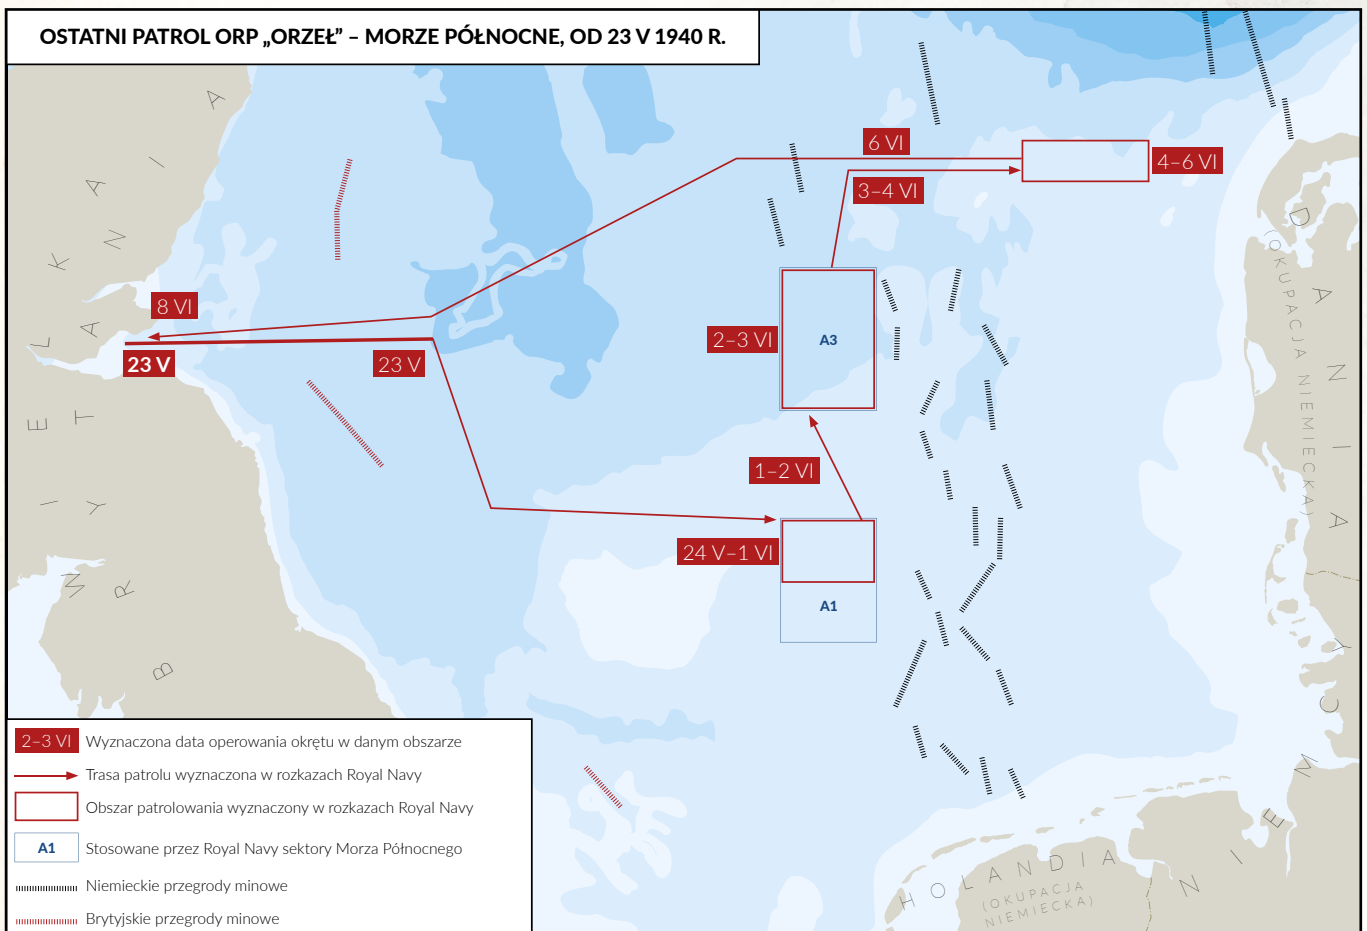 OSTATNI PATROL ORP „ORZEŁ” – MORZE PÓŁNOCNE, OD 23 V 1940 R.
WIELKA
BRYTANIA
6 VI
4–6 VI
3–4 VI
8 VI
23 V
23 V
2–3 VI
A3
1–2 VI
24 V–1 VI
A1
DANIA
(OKUPACJA NIEMIECKA)
NIEMCY
HOLANDIA
(OKUPACJA
NIEMIECKA)
2–3 VI Wyznaczona data operowania okrętu w danym obszarze
Trasa patrolu wyznaczona w rozkazach Royal Navy
Obszar patrolowania wyznaczony w rozkazach Royal Navy
A1 Stosowane przez Royal Navy sektory Morza Północnego
Niemieckie przegrody minowe
Brytyjskie przegrody minowe